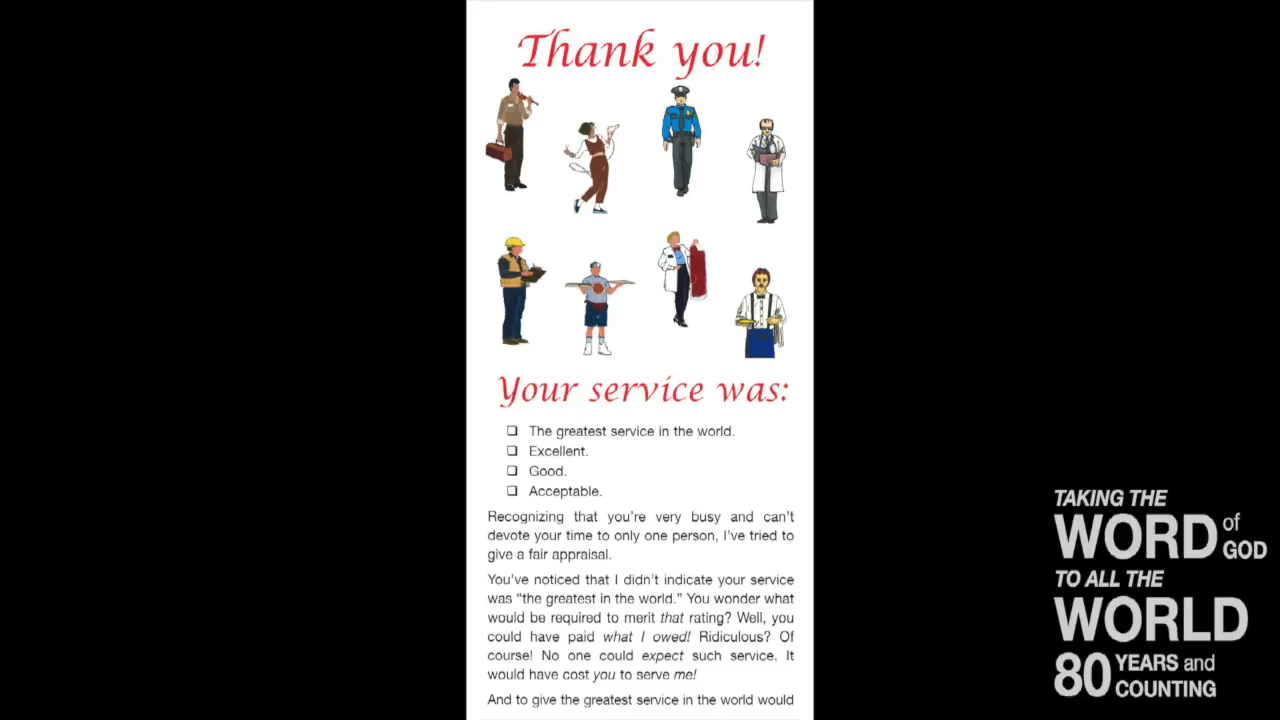 Thank you!
Your service was:
❑ The greatest service in the world.
❑ Excellent.
❑ Good.
❑ Acceptable.
Recognizing that you're very busy and can't
devote your time to only one person, I've tried to
give a fair appraisal.
You've noticed that I didn't indicate your service
was “the greatest in the world.” You wonder what
would be required to merit that rating? Well, you
could have paid what I owed! Ridiculous? Of
course! No one could expect such service. It
would have cost you to serve me!
And to give the greatest service in the world would
TAKING THE
WORD of
GOD
TO ALL THE
WORLD
80 YEARS and
COUNTING